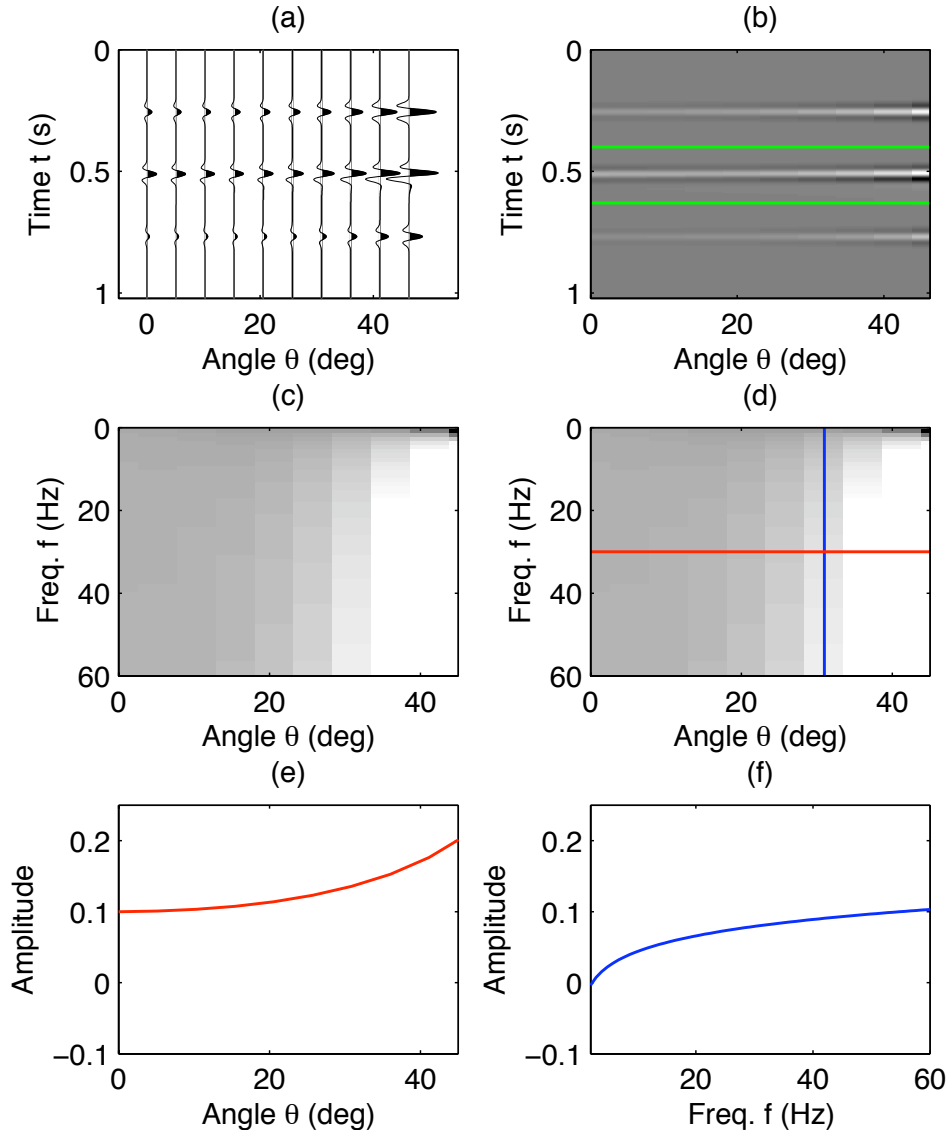 (a)
0
0.5
1
Time t (s)
0 20 40
Angle θ (deg)
(b)
0
0.5
1
Time t (s)
0 20 40
Angle θ (deg)
(c)
0
20
40
60
Freq. f (Hz)
0 20 40
Angle θ (deg)
(d)
0
20
40
60
Freq. f (Hz)
0 20 40
Angle θ (deg)
(e)
0.2
0.1
0
−0.1
Amplitude
0 20 40
Angle θ (deg)
(f)
0.2
0.1
0
−0.1
Amplitude
20 40 60
Freq. f (Hz)